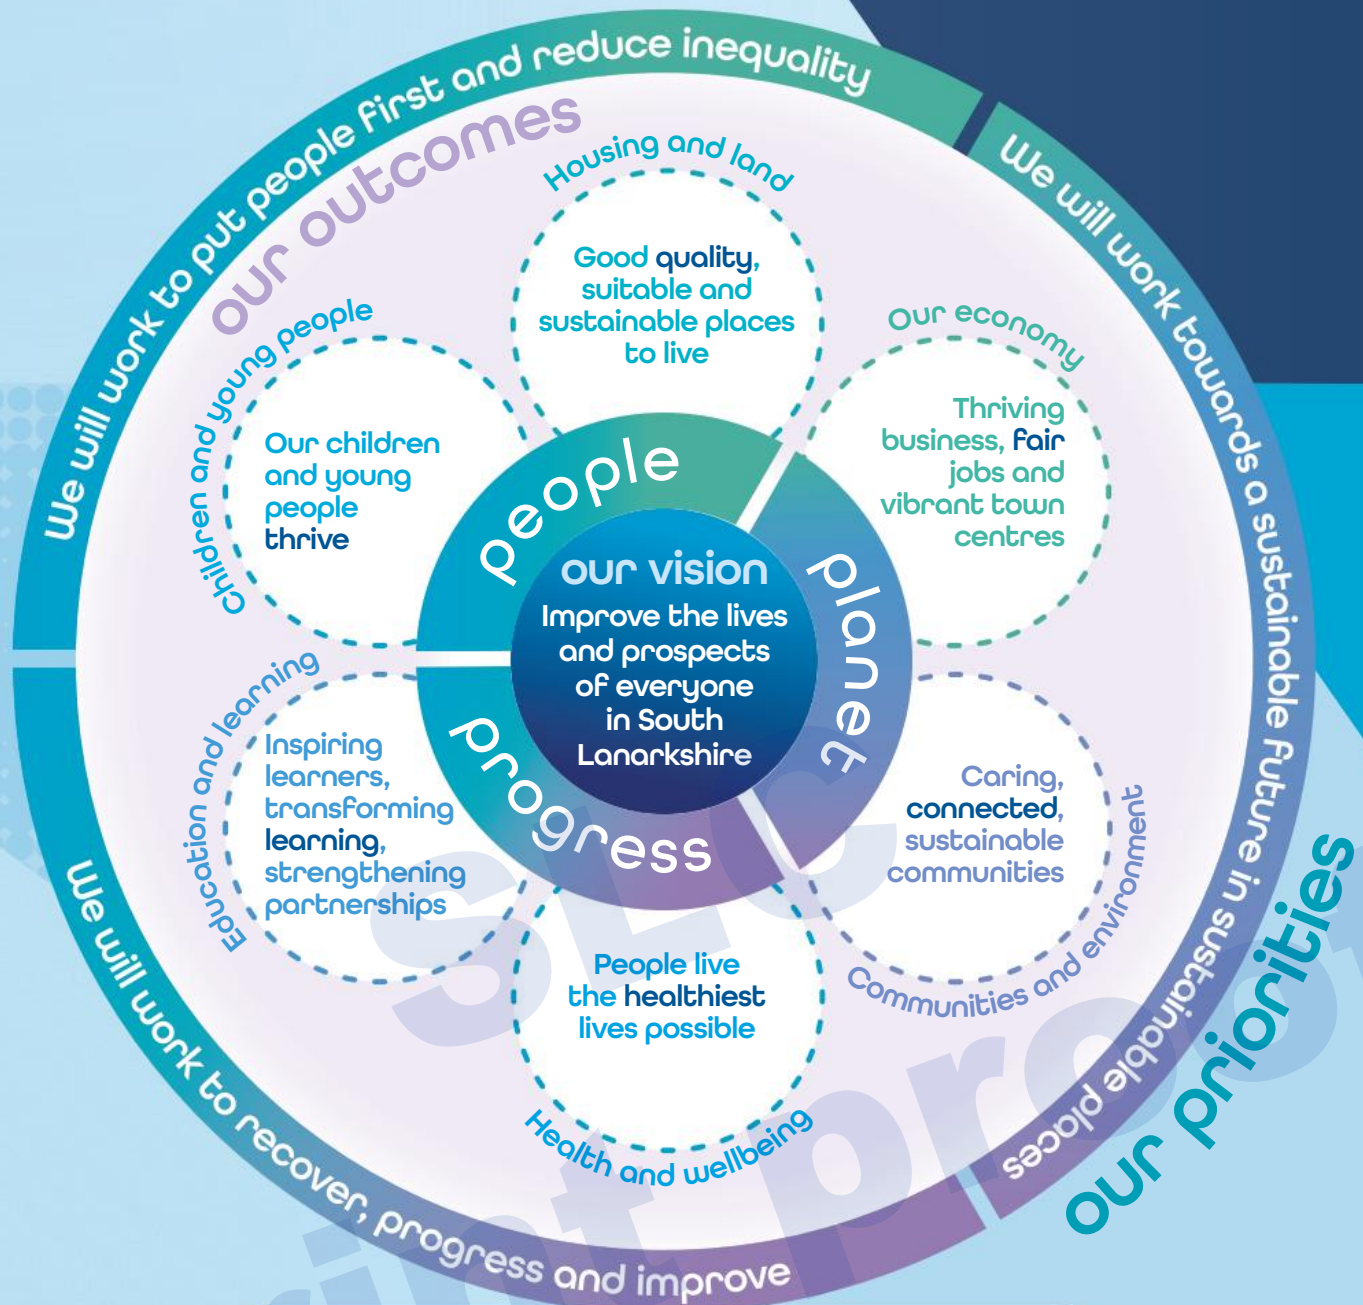 We will work to put people first and reduce inequality
We will work towards a sustainable future in sustainable places
We will work to recover, progress and improve
our outcomes
our priorities
Housing and land
Good quality,
suitable and
sustainable places
to live
Our economy
Thriving
business, fair
jobs and
vibrant town
centres
Children and young people
Our children
and young
people
thrive
people
planet
progress
our vision
Improve the lives
and prospects
of everyone
in South
Lanarkshire
Education and learning
Inspiring
learners,
transforming
learning,
strengthening
partnerships
Caring,
connected,
sustainable
communities
Communities and environment
People live
the healthiest
lives possible
Health and wellbeing
SLC